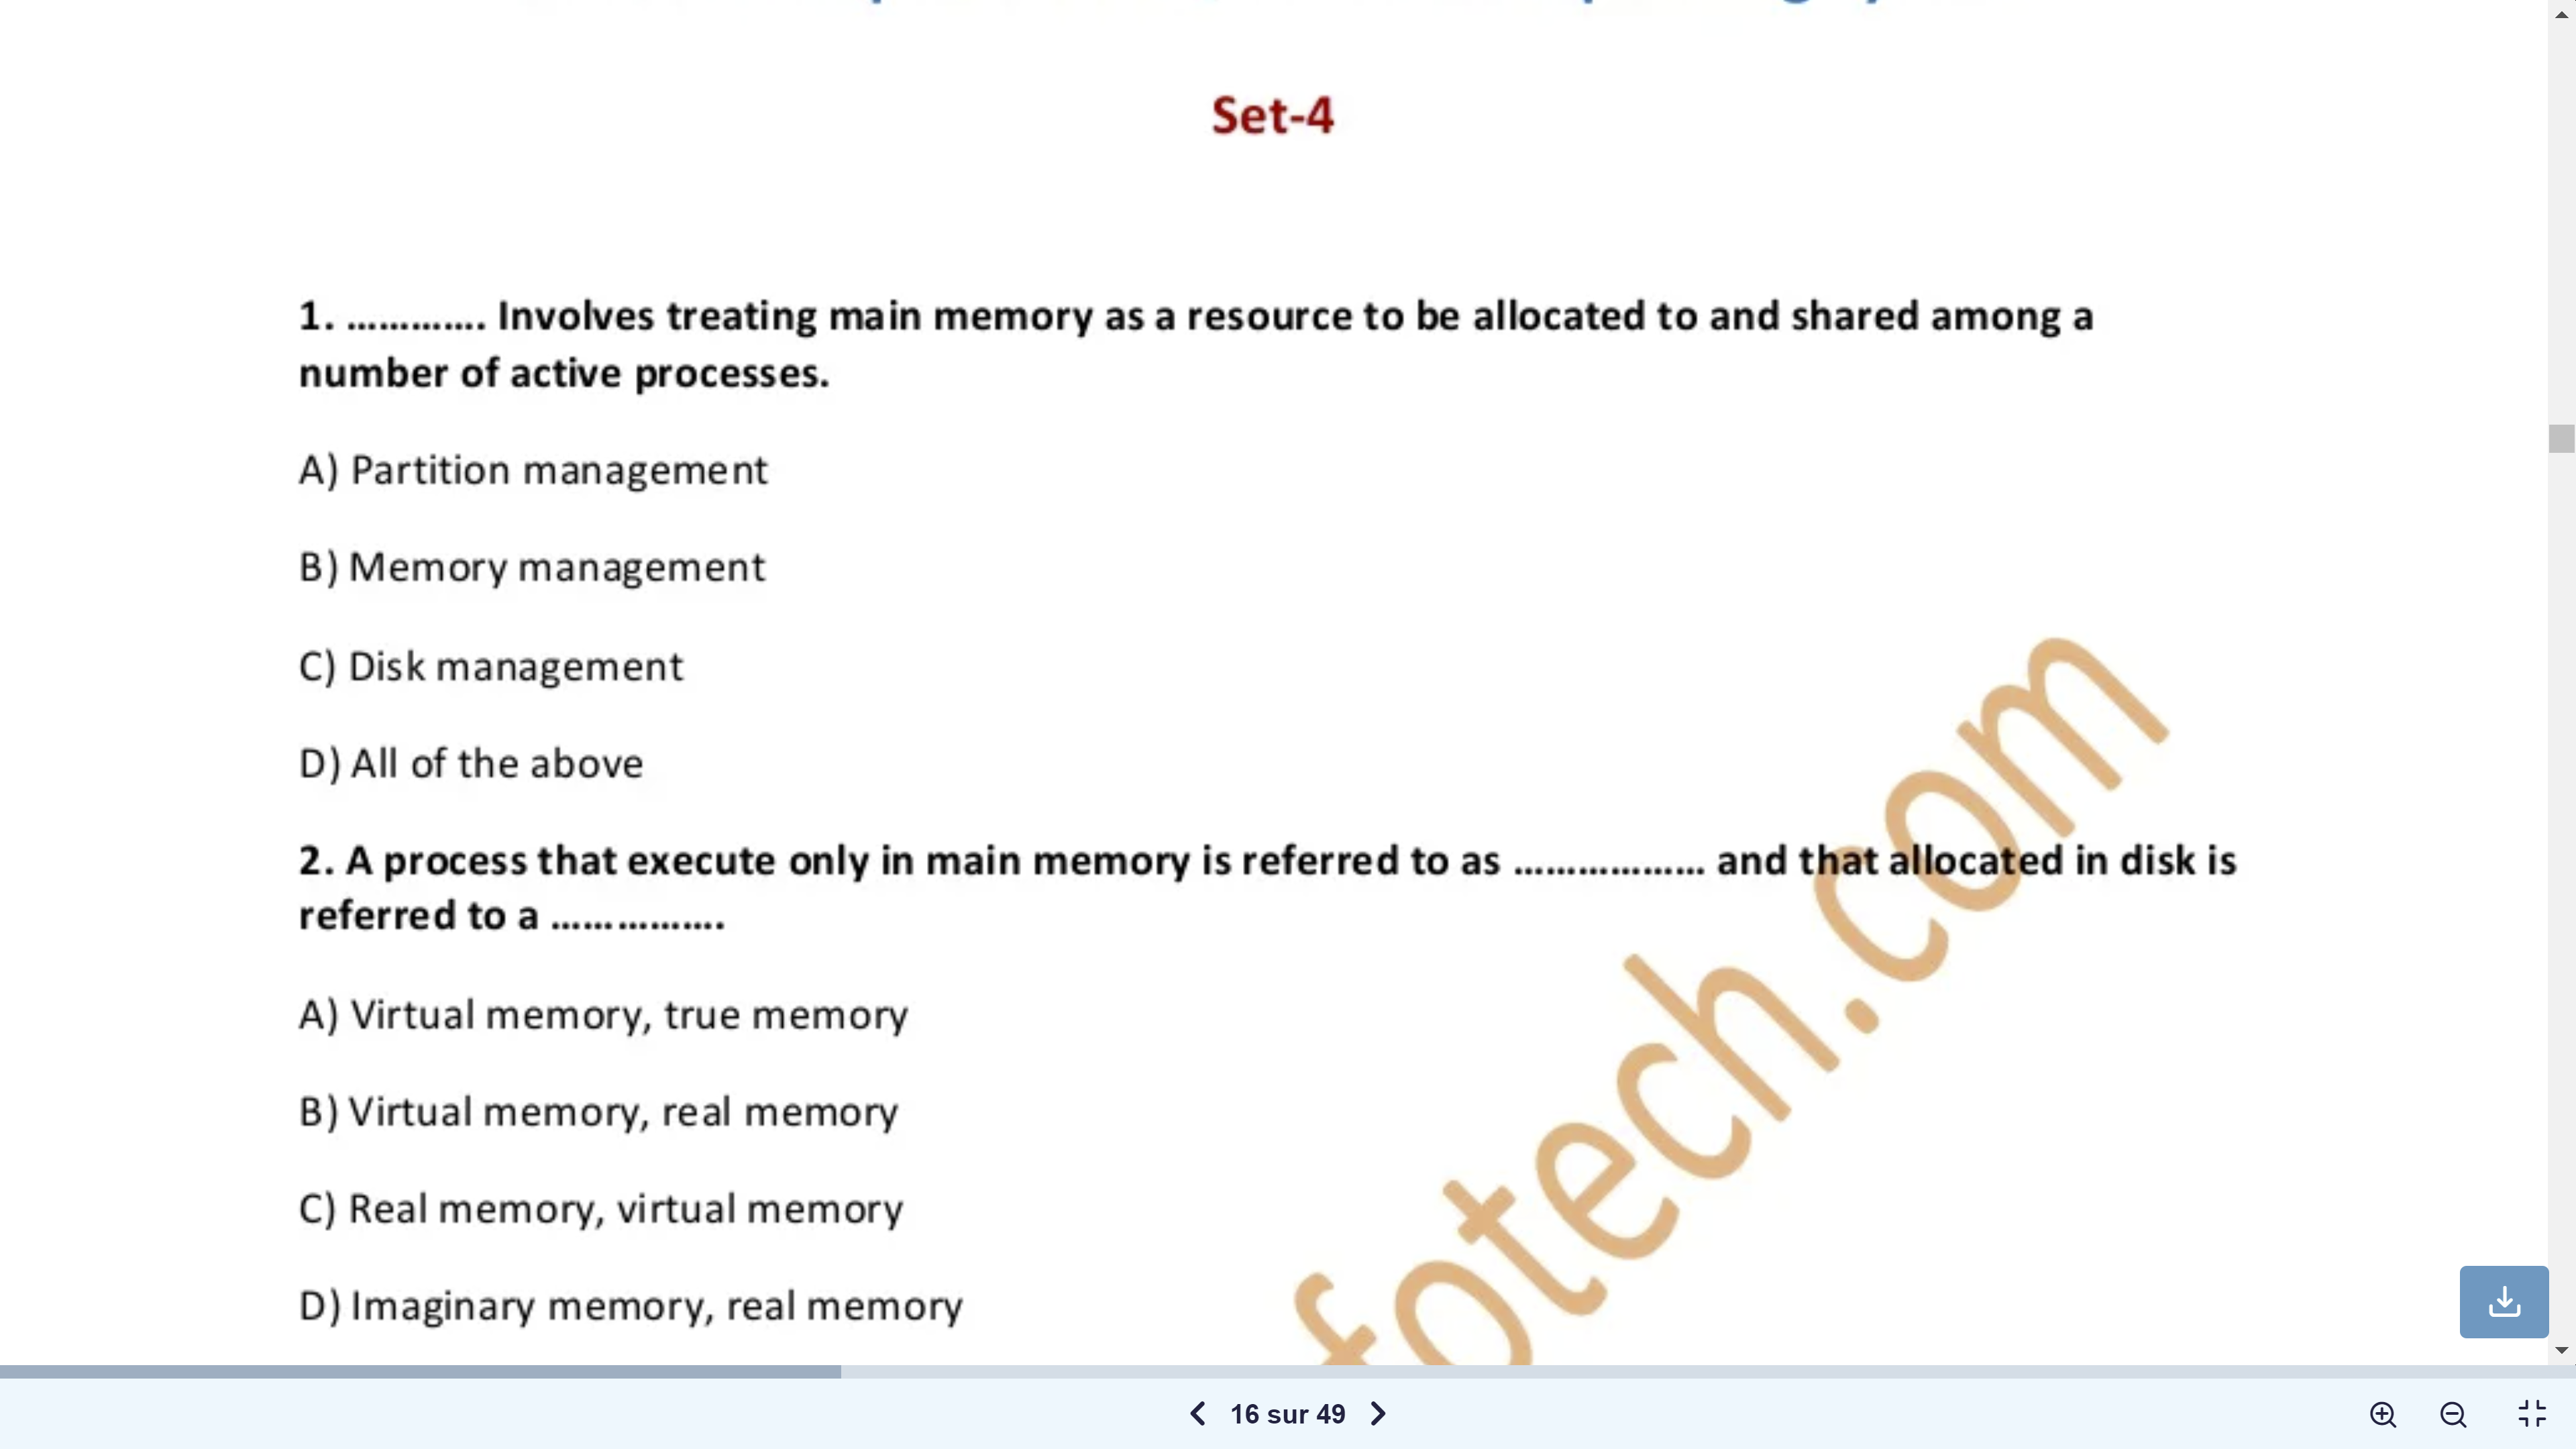 Set-4
1. ............. Involves treating main memory as a resource to be allocated to and shared among a
number of active processes.
A) Partition management
B) Memory management
C) Disk management
D) All of the above
2. A process that execute only in main memory is referred to as .................. and that allocated in disk is
referred to a ................
A) Virtual memory, true memory
B) Virtual memory, real memory
C) Real memory, virtual memory
D) Imaginary memory, real memory
fotech.com
16 sur 49